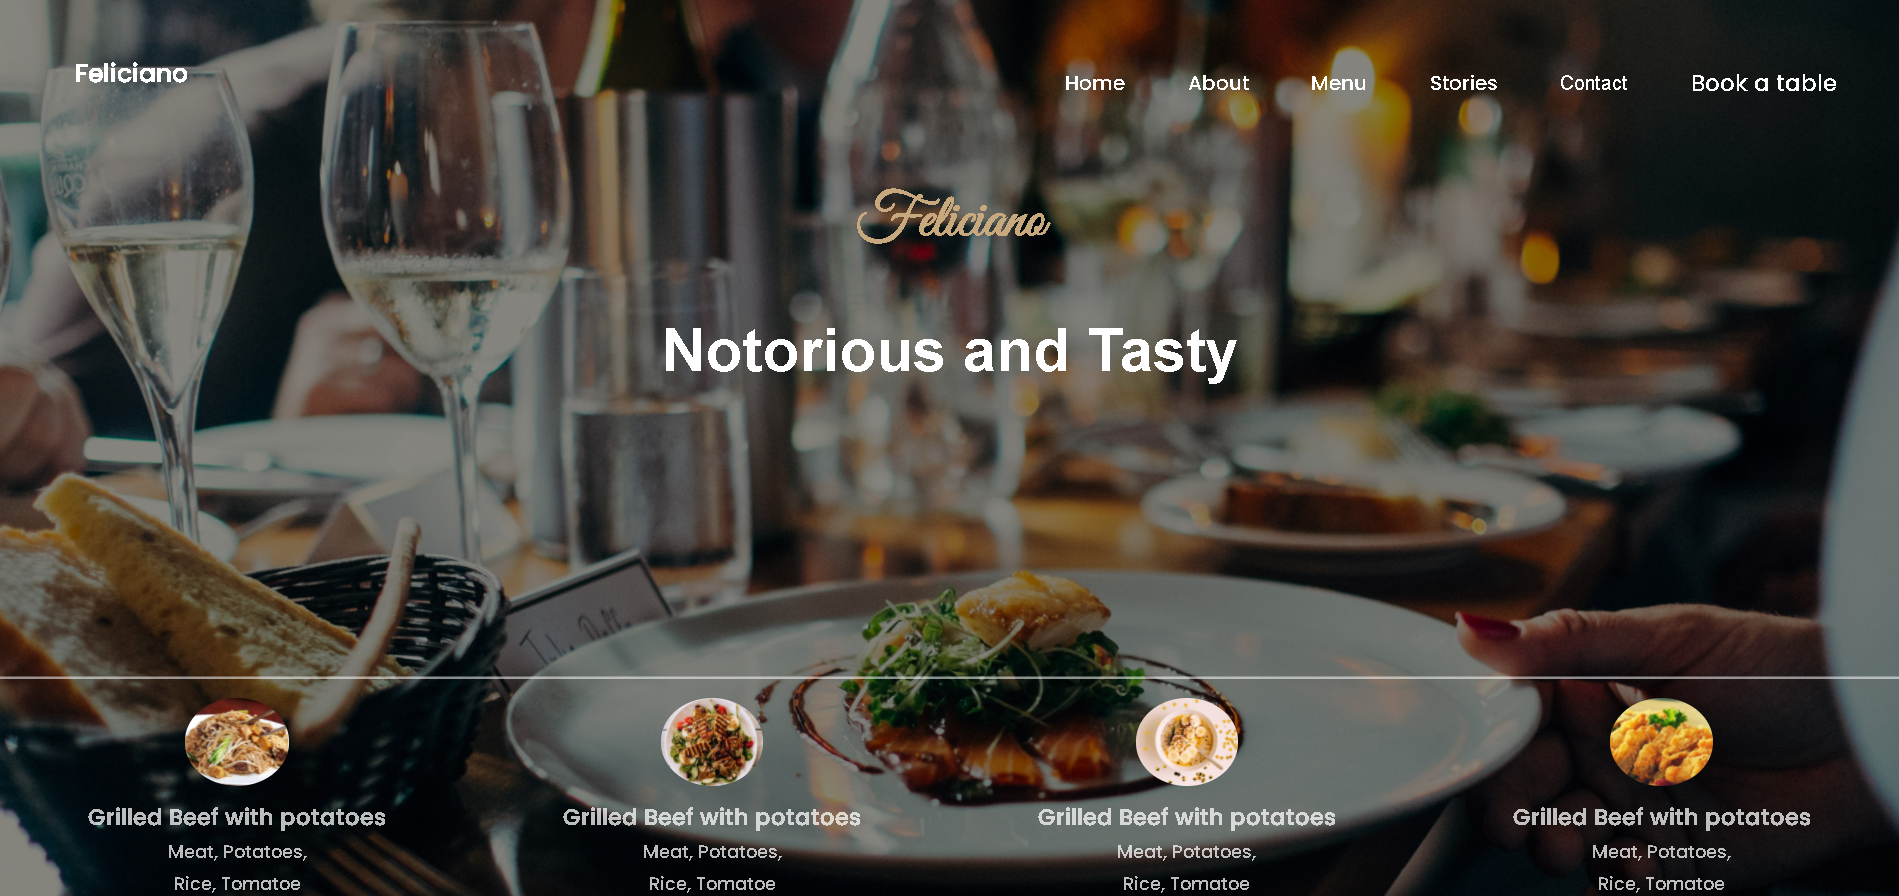 Feliciano
Home About Menu Stories Contact Book a table
Feliciano
Notorious and Tasty
Grilled Beef with potatoes Grilled Beef with potatoes Grilled Beef with potatoes Grilled Beef with potatoes
Meat, Potatoes, Meat, Potatoes, Meat, Potatoes, Meat, Potatoes,
Rice, Tomatoe Rice, Tomatoe Rice, Tomatoe Rice, Tomatoe